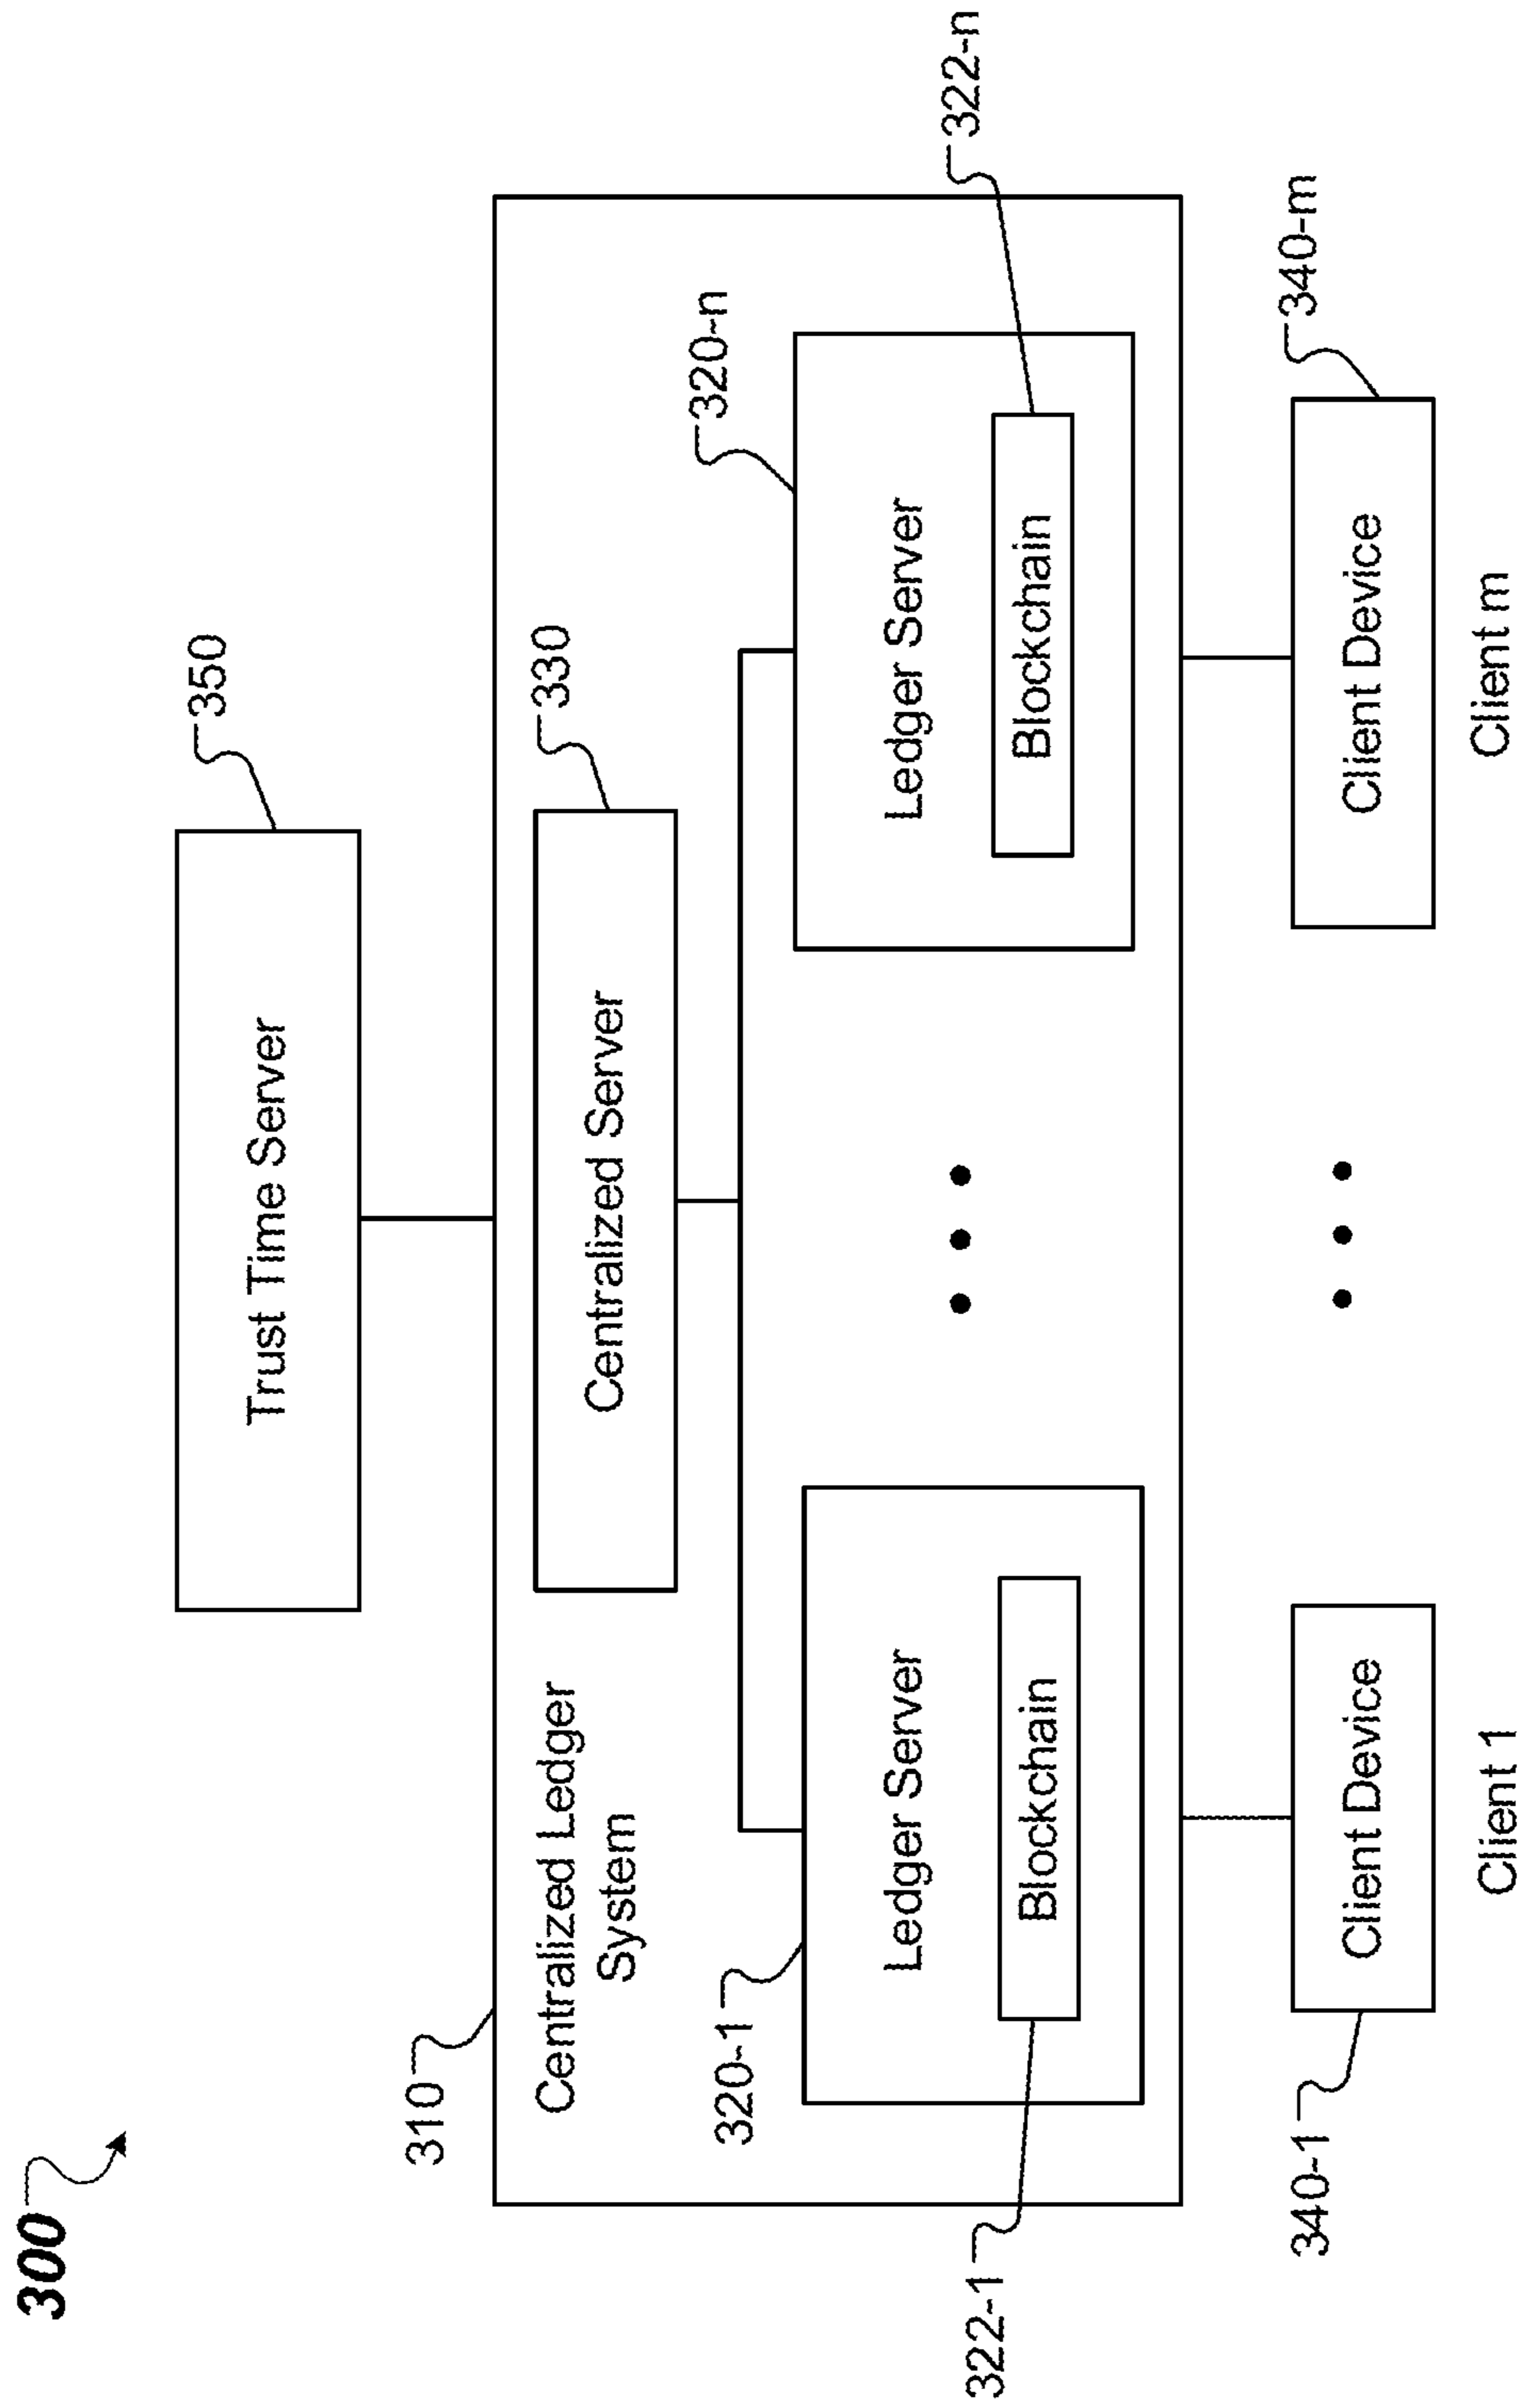 300
350
Trust Time Server
310
Centralized Ledger
System
330
Centralized Server
320-1
320-n
Ledger Server
Ledger Server
322-1
Blockchain
Blockchain
322-n
340-1
340-m
Client Device
Client Device
Client 1
Client m